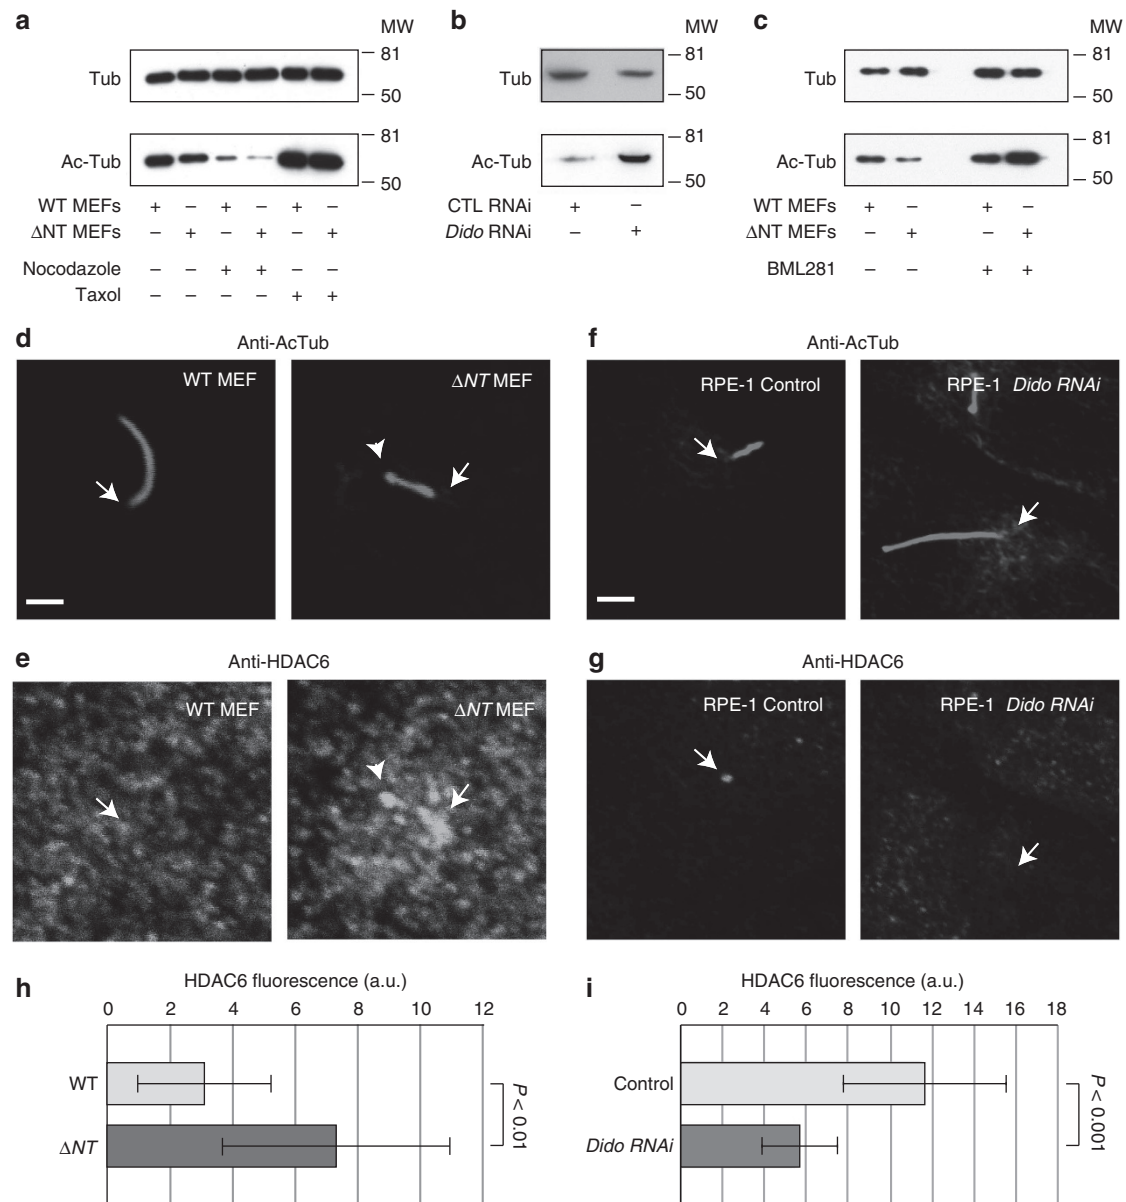 a
MW
Tub
81
50
Ac-Tub
81
50
WT MEFs + – + – + –
ΔNT MEFs – + – + – +
Nocodazole – – + + – –
Taxol – – – – + +
b
MW
Tub
81
50
Ac-Tub
81
50
CTL RNAi + –
Dido RNAi – +
c
MW
Tub
81
50
Ac-Tub
81
50
WT MEFs + – + –
ΔNT MEFs – + – +
BML281 – – + +
d
Anti-AcTub
WT MEF
ΔNT MEF
f
Anti-AcTub
RPE-1 Control
RPE-1 Dido RNAi
e
Anti-HDAC6
WT MEF
ΔNT MEF
g
Anti-HDAC6
RPE-1 Control
RPE-1 Dido RNAi
h
HDAC6 fluorescence (a.u.)
0 2 4 6 8 10 12
WT
ΔNT
P < 0.01
i
HDAC6 fluorescence (a.u.)
0 2 4 6 8 10 12 14 16 18
Control
Dido RNAi
P < 0.001